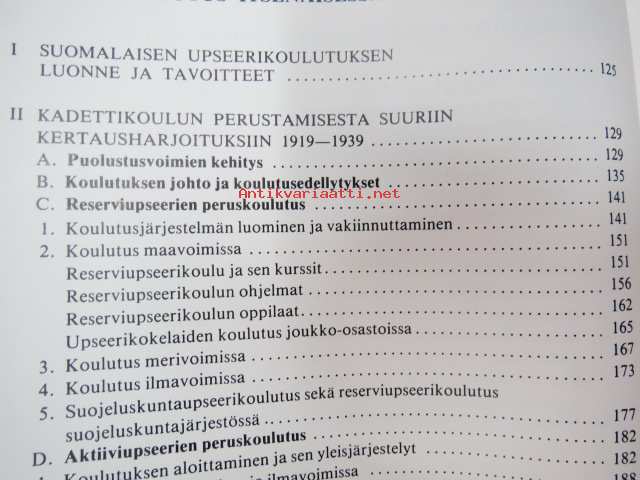 I SUOMALAISEN UPSEERIKOULUTUKSEN
LUONNE JA TAVOITTEET 125
II KADETTIKOULUN PERUSTAMISESTA SUURIIN
KERTAUSHARJOITUKSIIN 1919—1939 129
A. Puolustusvoimien kehitys 129
B. Koulutuksen johto ja koulutusedellytykset 135
Antikvariaatti.net
C. Reserviupseerien peruskoulutus 141
1. Koulutusjärjestelmän luominen ja vakiinnuttaminen 141
2. Koulutus maavoimissa 151
Reserviupseerikoulu ja sen kurssit 151
Reserviupseerikoulun ohjelmat 156
Reserviupseerikoulun oppilaat 162
Upseerikokelaiden koulutus joukko-osastoissa 165
3. Koulutus merivoimissa 167
4. Koulutus ilmavoimissa 173
5. Suojeluskuntaupseerikoulutus sekä reserviupseerikoulutus
suojeluskuntajärjestössä 177
D. Aktiiviupseerien peruskoulutus 182
1. Koulutuksen aloittaminen ja sen yleisjärjestelyt 182
ilmavoimissa 188